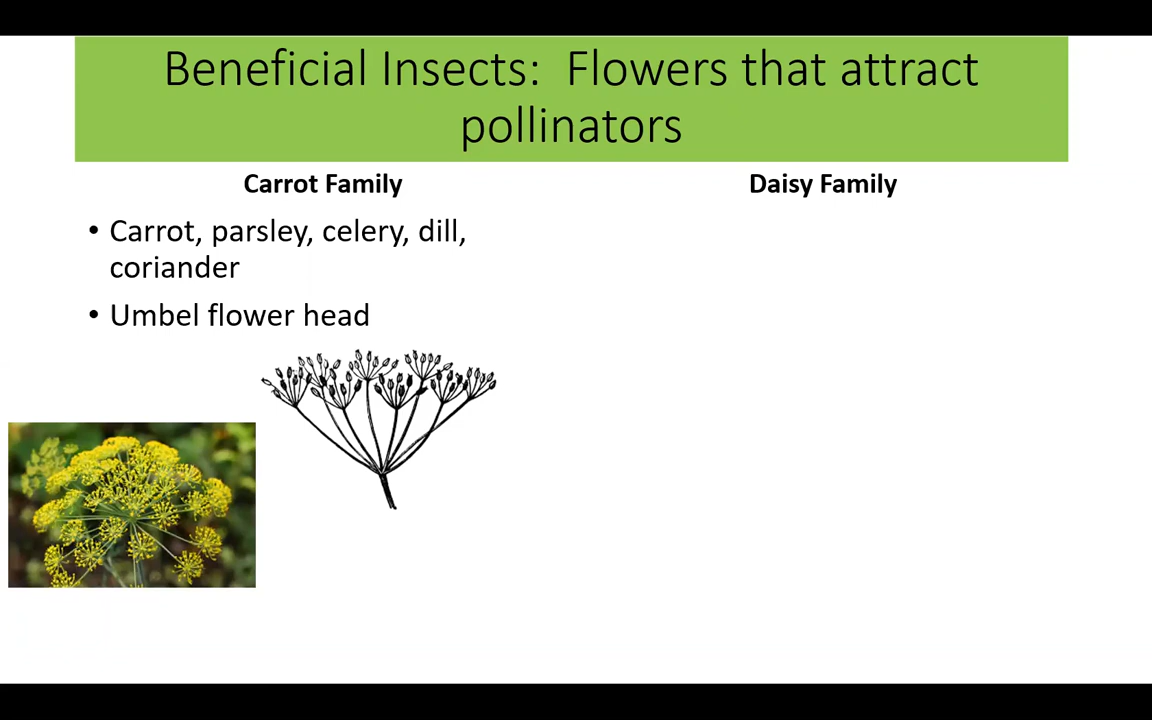 Beneficial Insects:  Flowers that attract
pollinators
Carrot Family
• Carrot, parsley, celery, dill,
coriander
• Umbel flower head
Daisy Family